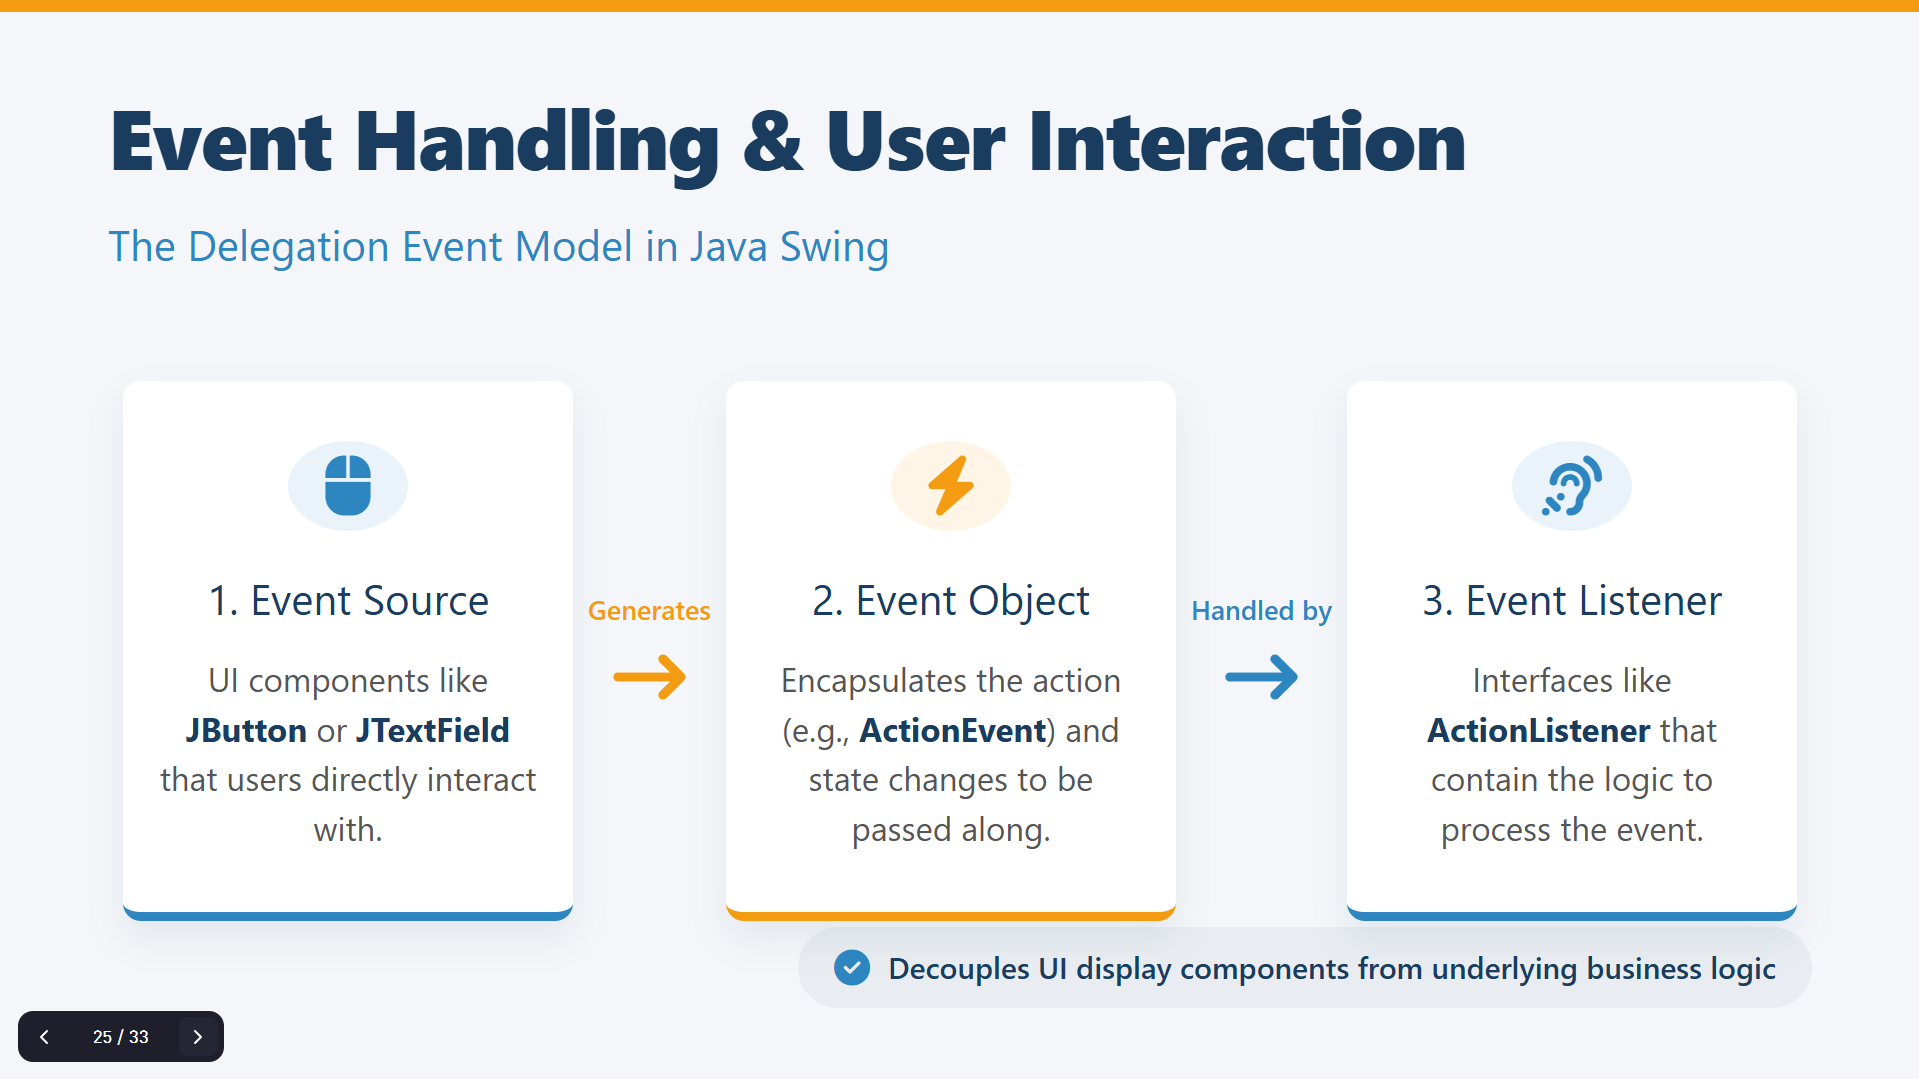 Event Handling & User Interaction
The Delegation Event Model in Java Swing
1. Event Source
UI components like
JButton or JTextField
that users directly interact
with.
Generates
2. Event Object
Encapsulates the action
(e.g., ActionEvent) and
state changes to be
passed along.
Handled by
3. Event Listener
Interfaces like
ActionListener that
contain the logic to
process the event.
Decouples UI display components from underlying business logic
25 / 33